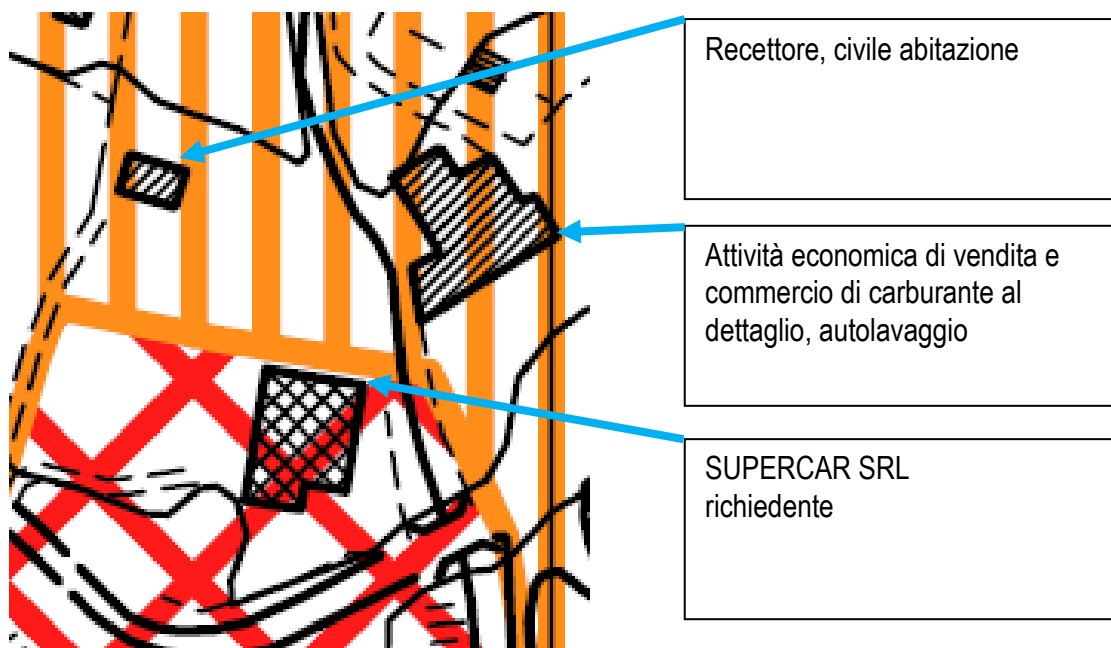 Recettore, civile abitazione
Attività economica di vendita e
commercio di carburante al
dettaglio, autolavaggio
SUPERCAR SRL
richiedente